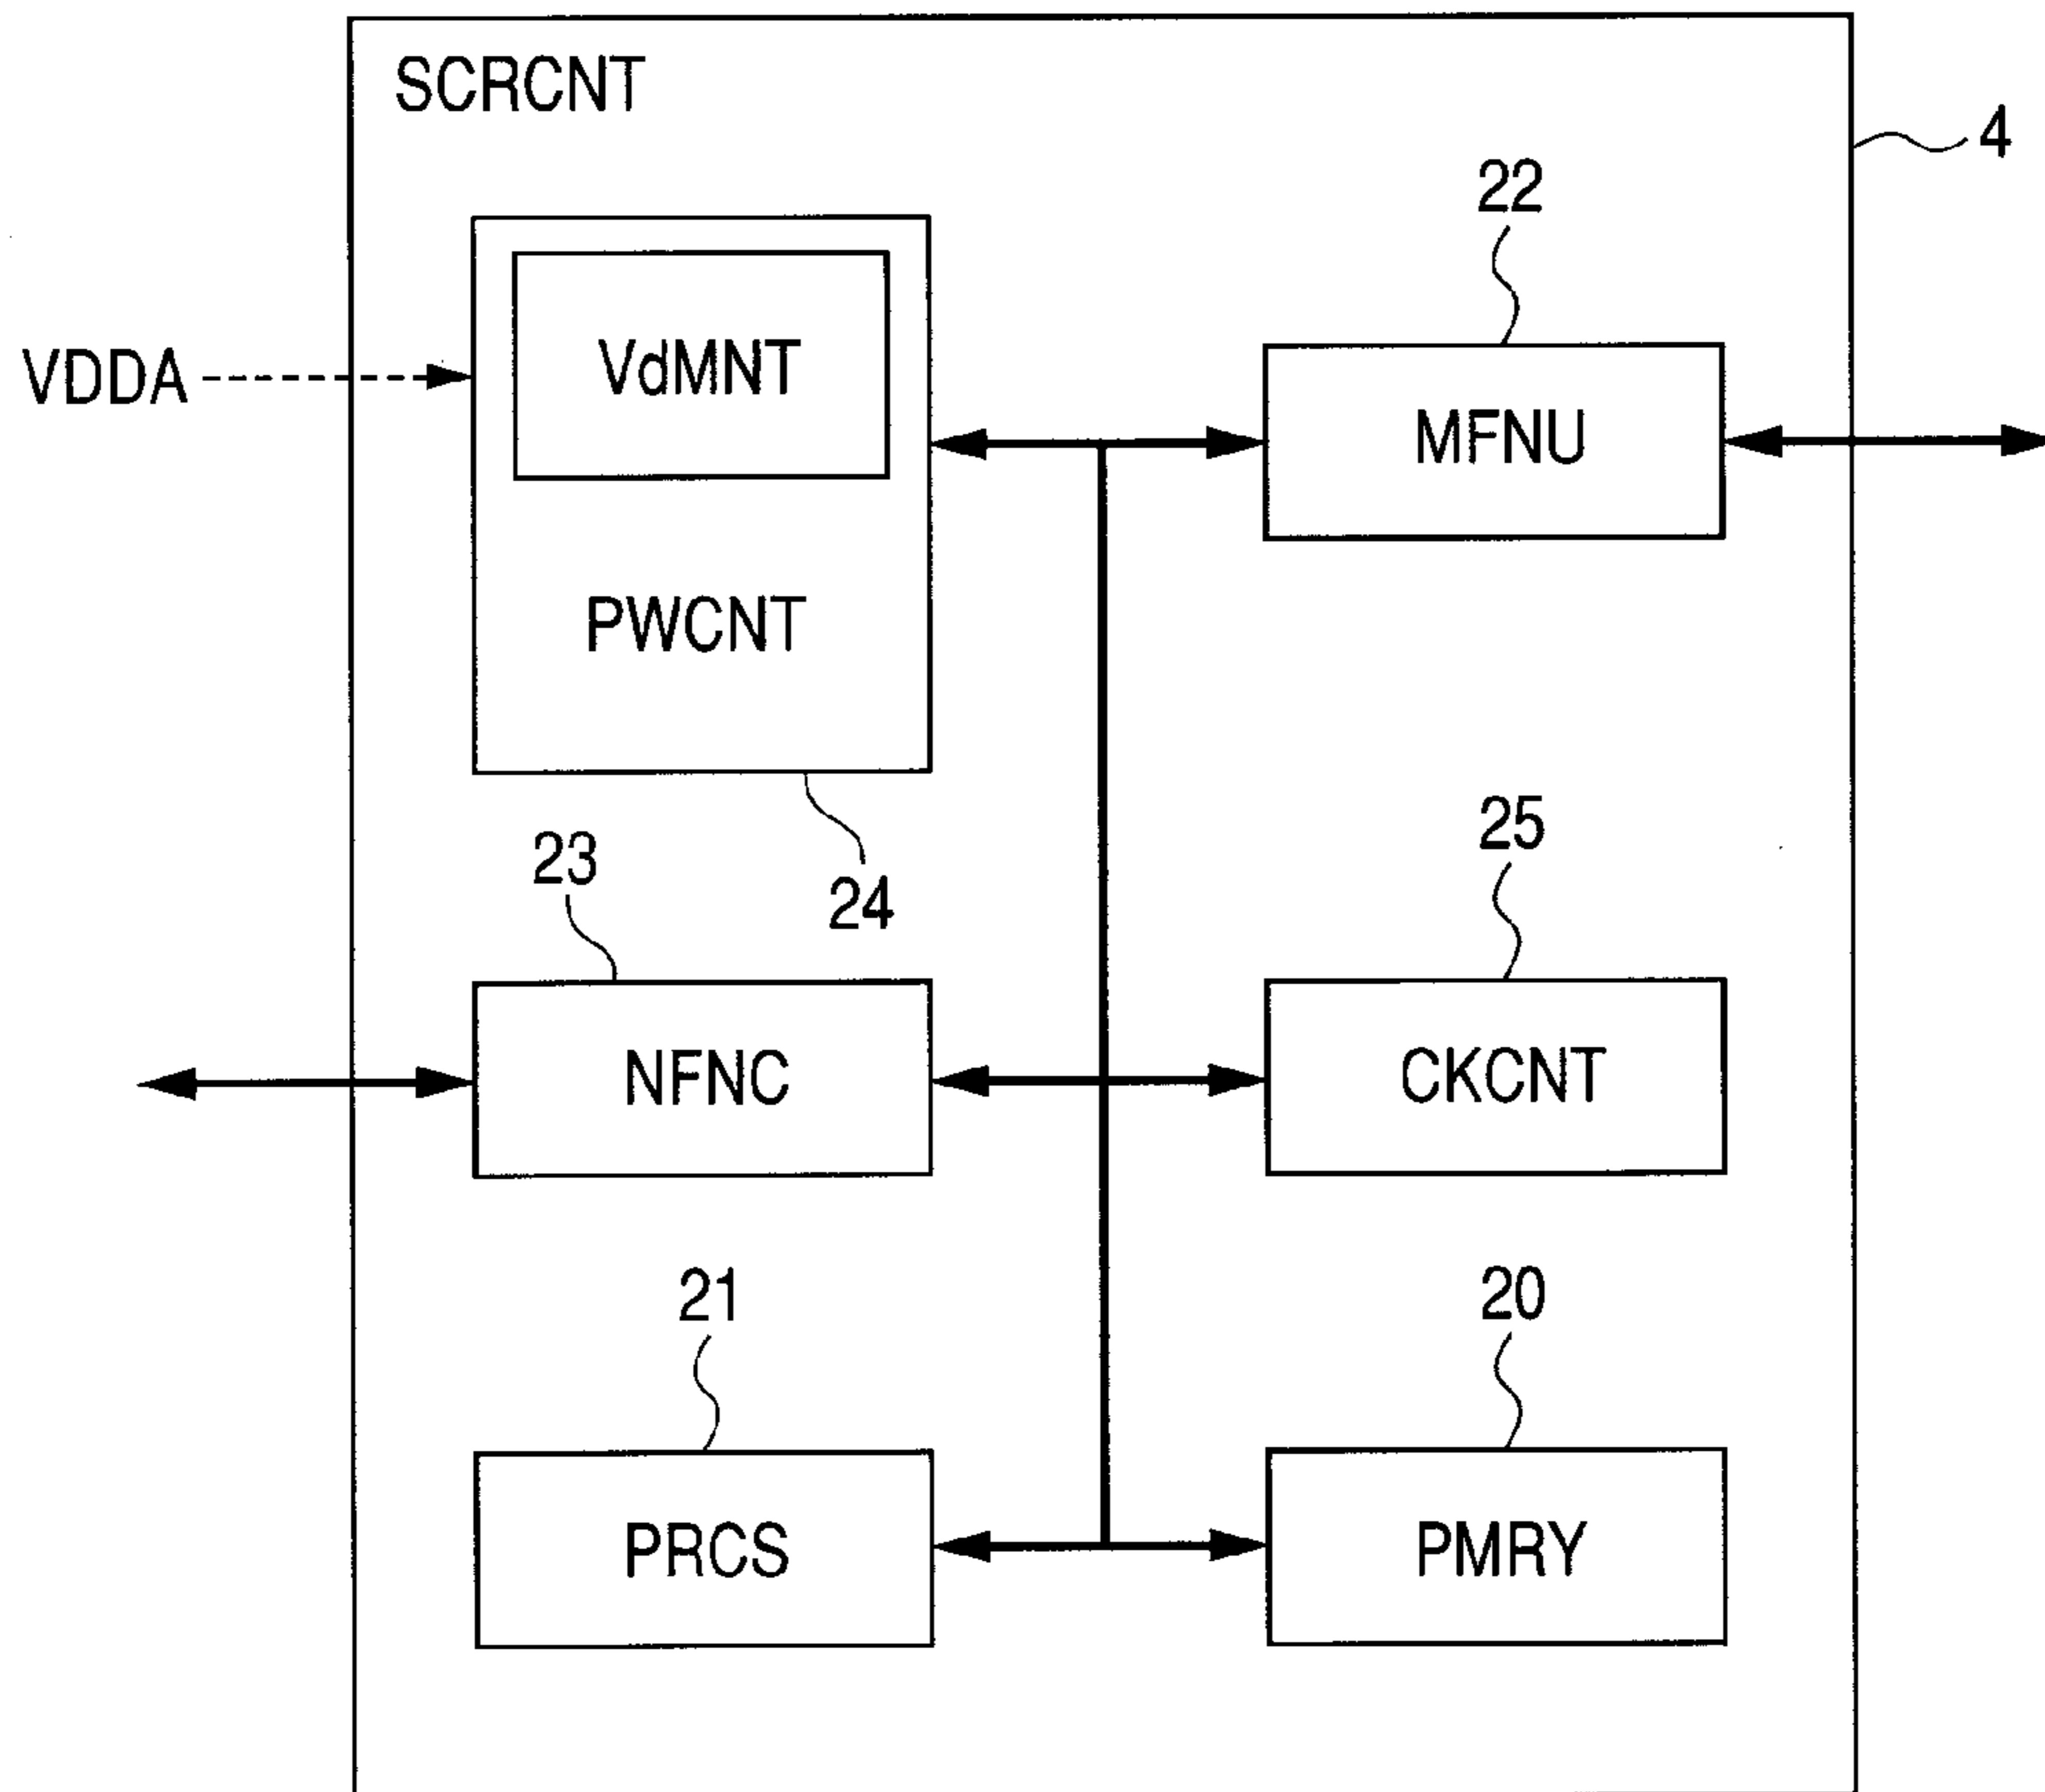 SCRCNT
4
22
VdMNT
VDDA
MFNU
PWCNT
25
23
24
NFNC
CKCNT
21
20
PRCS
PMRY